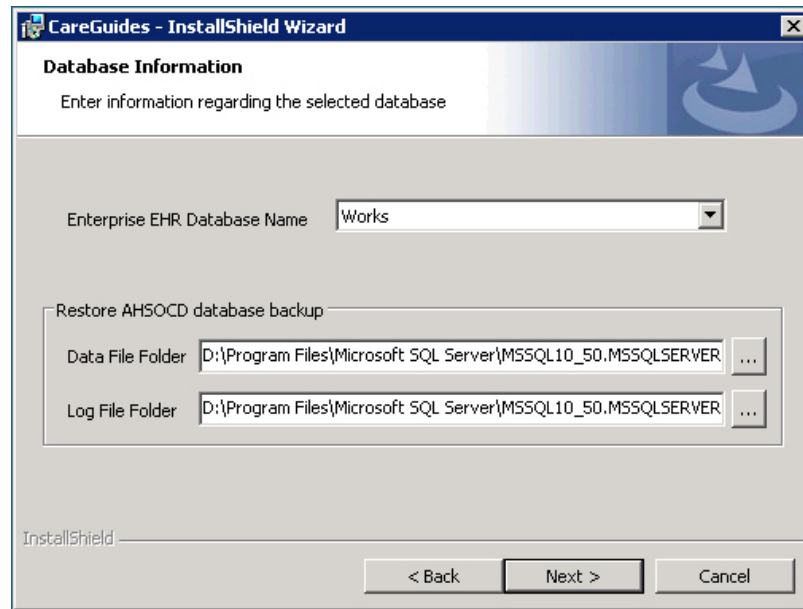 CareGuides - InstallShield Wizard
Database Information
Enter information regarding the selected database
Enterprise EHR Database Name Works
Restore AHSOCD database backup
Data File Folder D:\Program Files\Microsoft SQL Server\MSSQL10_50.MSSQLSERVER ...
Log File Folder D:\Program Files\Microsoft SQL Server\MSSQL10_50.MSSQLSERVER ...
InstallShield
< Back Next > Cancel